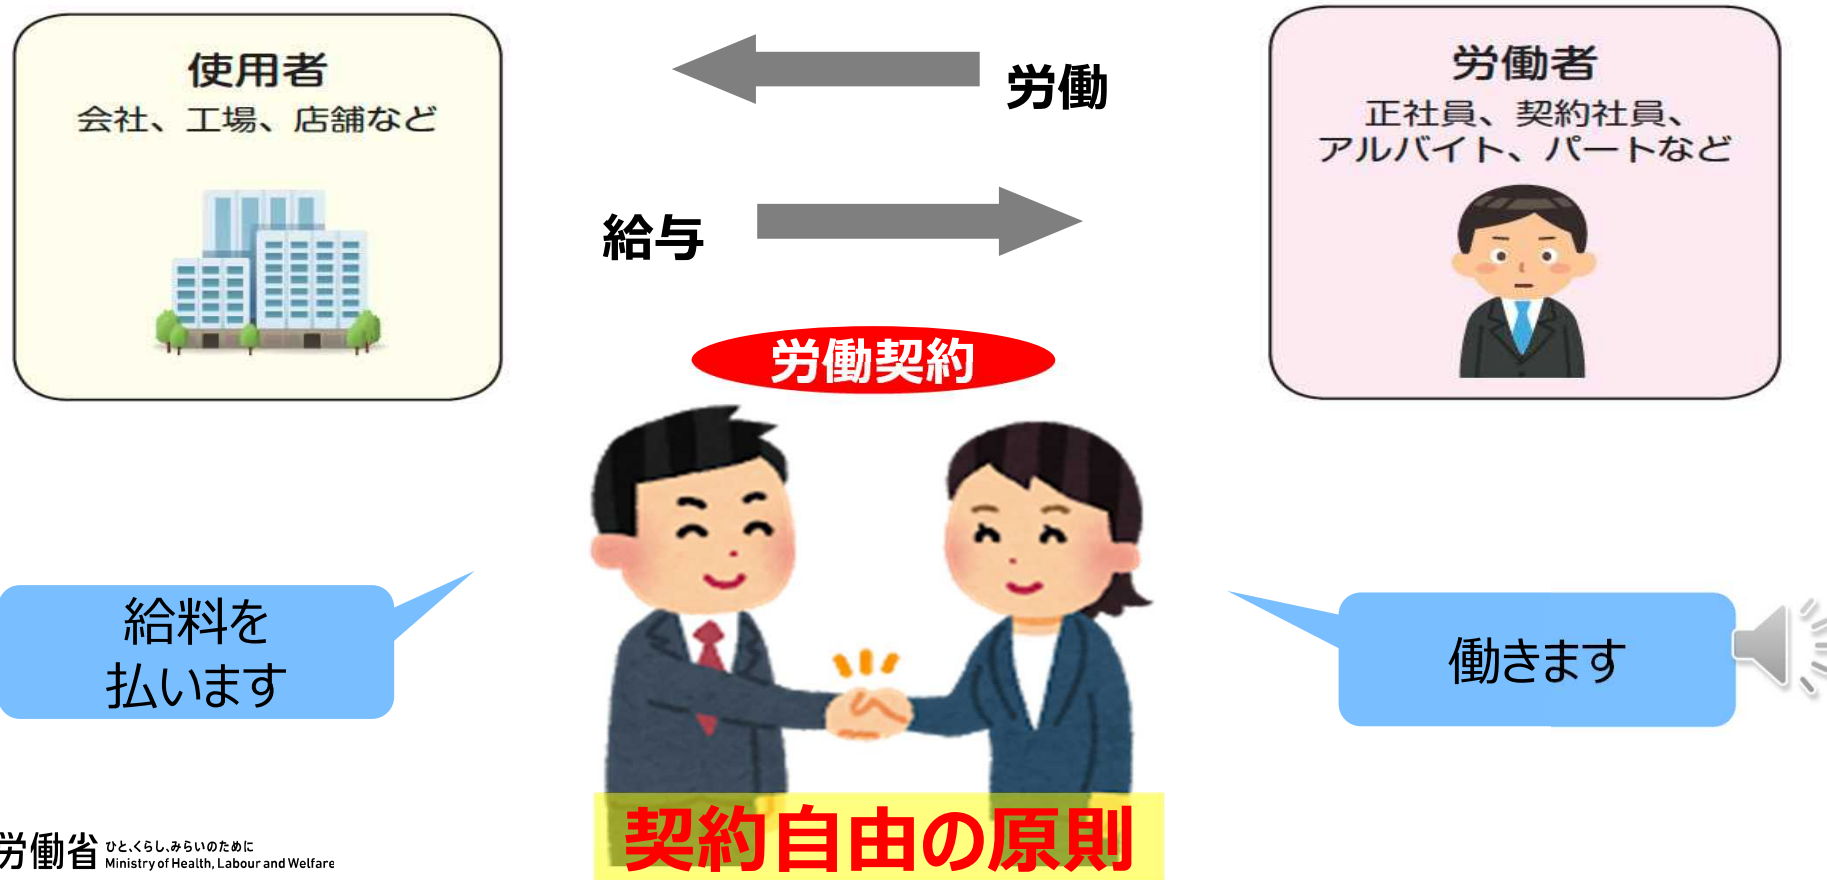 使用者
会社、工場、店舗など
労働
労働者
正社員、契約社員、
アルバイト、パートなど
給与
労働契約
給料を
払います
働きます
契約自由の原則
労働省 ひと、くらし、みらいのために
Ministry of Health, Labour and Welfare